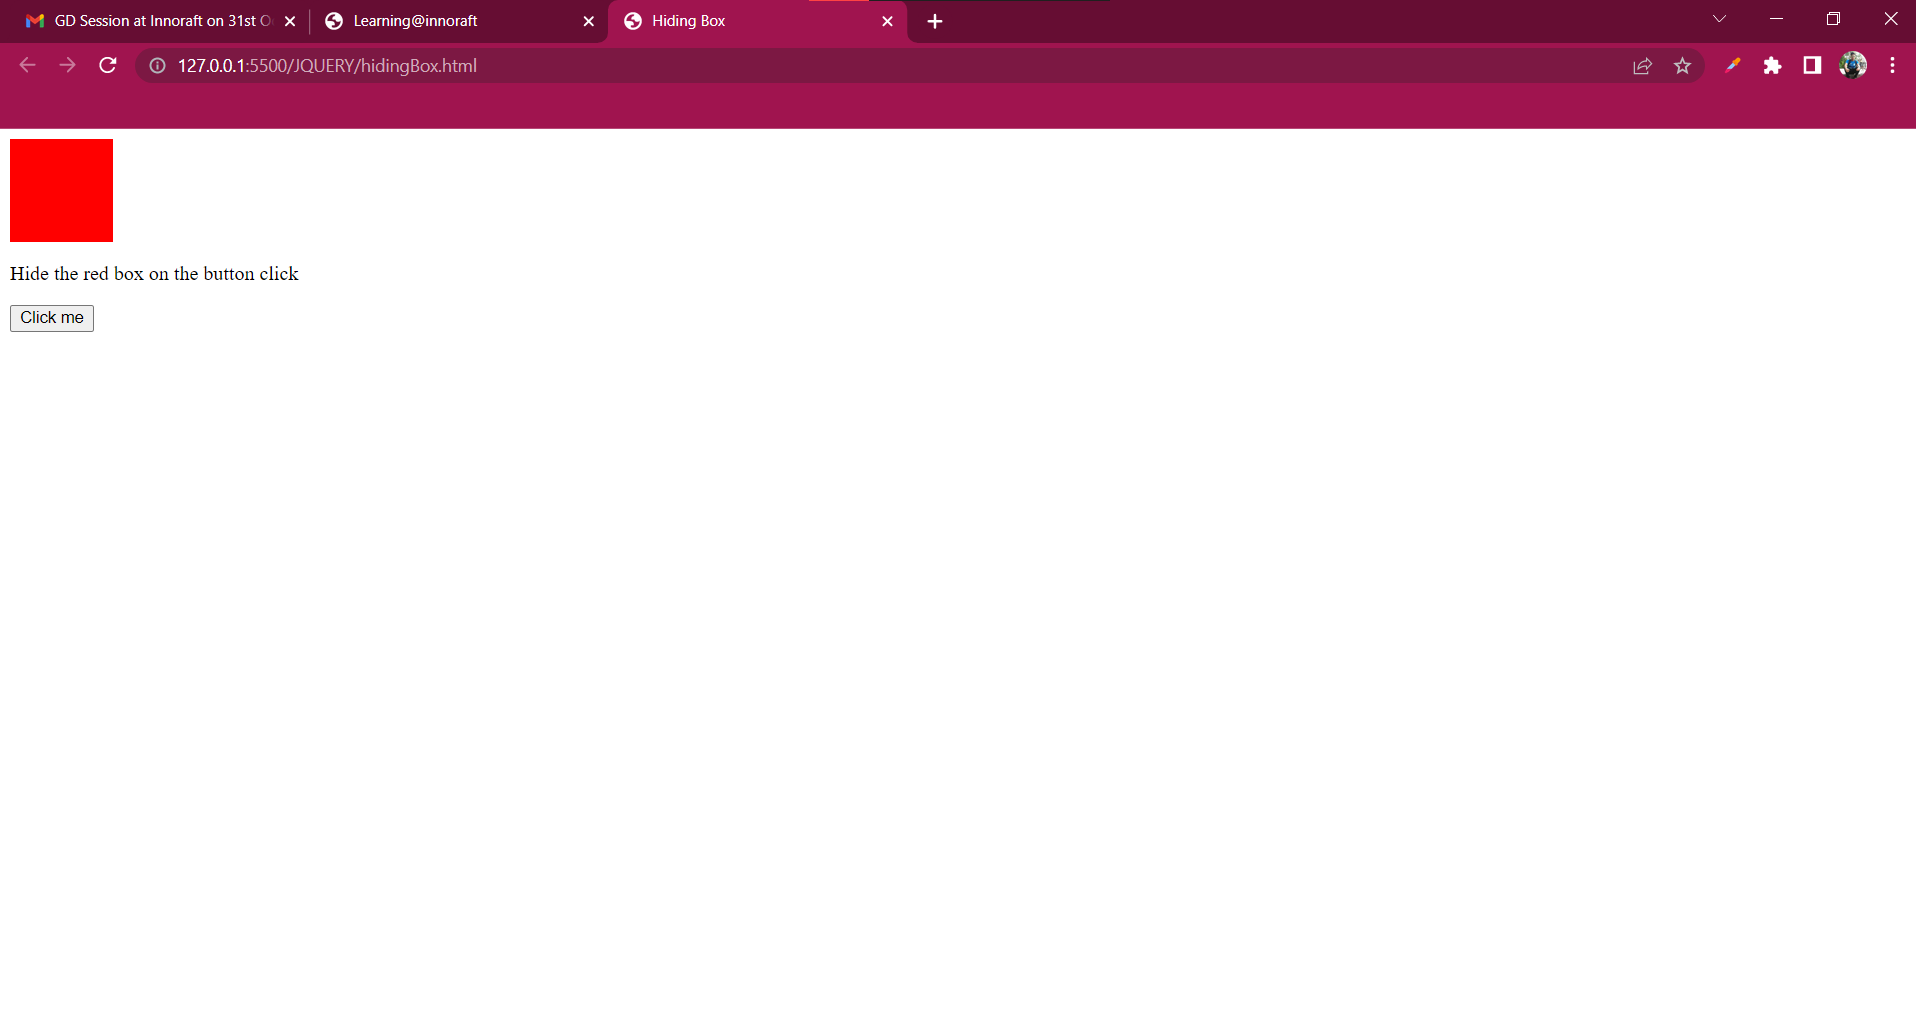 GD Session at Innoraft on 31st O
Learning@innoraft
Hiding Box
127.0.0.1:5500/JQUERY/hidingBox.html
Hide the red box on the button click
Click me